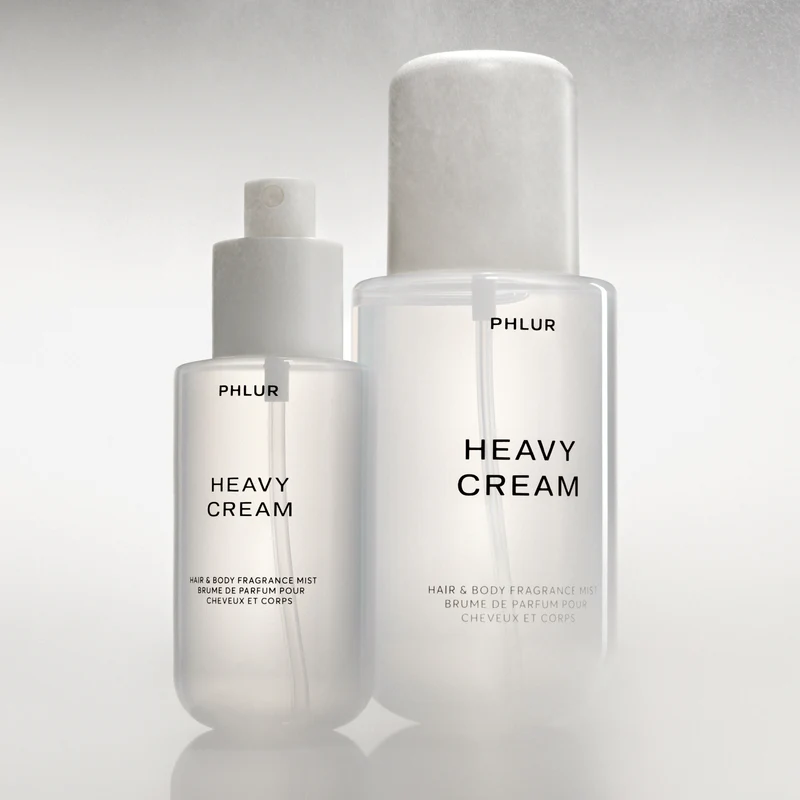 PHLUR
HEAVY
CREAM
HAIR & BODY FRAGRANCE MIST
BRUME DE PARFUM POUR
CHEVEUX ET CORPS
PHLUR
HEAVY
CREAM
HAIR & BODY FRAGRANCE MIST
BRUME DE PARFUM POUR
CHEVEUX ET CORPS